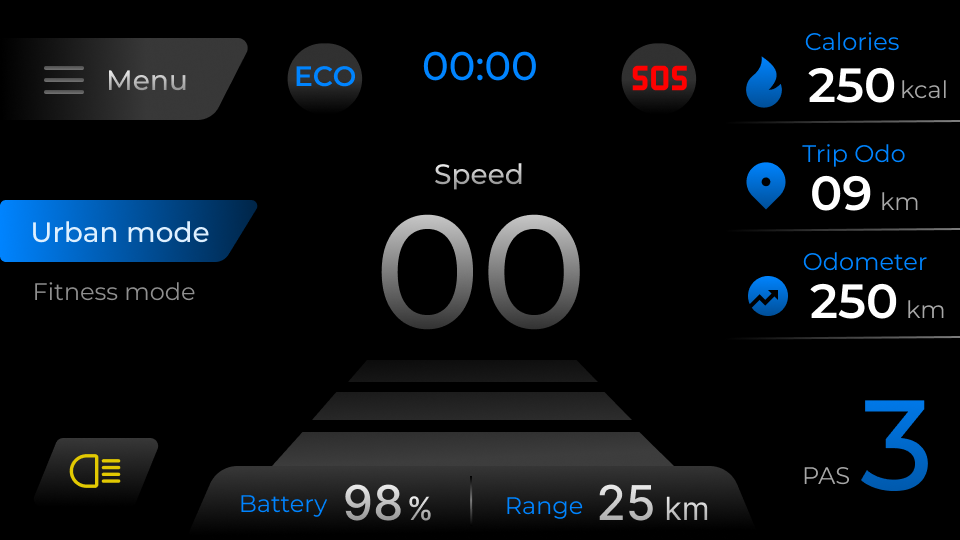 Menu
ECO
00:00
SOS
Calories
250 kcal
Trip Odo
09 km
Odometer
250 km
Speed
00
Urban mode
Fitness mode
PAS 3
Battery 98 %
Range 25 km